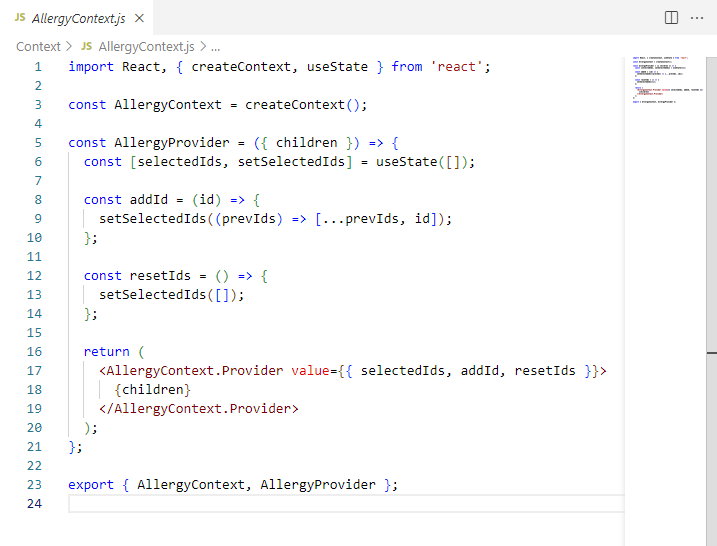 JS AllergyContext.js ×
Context > JS AllergyContext.js > ...
1 import React, { createContext, useState } from 'react';
2
3 const AllergyContext = createContext();
4
5 const AllergyProvider = ({ children }) => {
6 const [selectedIds, setSelectedIds] = useState([]);
7
8 const addId = (id) => {
9 setSelectedIds((prevIds) => [...prevIds, id]);
10 };
11
12 const resetIds = () => {
13 setSelectedIds([]);
14 };
15
16 return (
17 <AllergyContext.Provider value={{ selectedIds, addId, resetIds }}>
18 {children}
19 </AllergyContext.Provider>
20 );
21 };
22
23 export { AllergyContext, AllergyProvider };
24